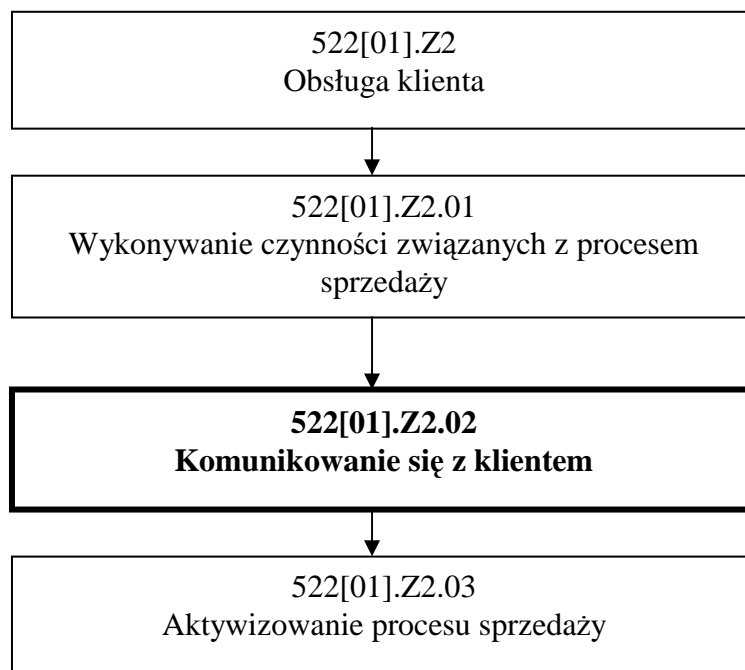 522[01].Z2
Obsługa klienta
522[01].Z2.01
Wykonywanie czynności związanych z procesem
sprzedaży
522[01].Z2.02
Komunikowanie się z klientem
522[01].Z2.03
Aktywizowanie procesu sprzedaży